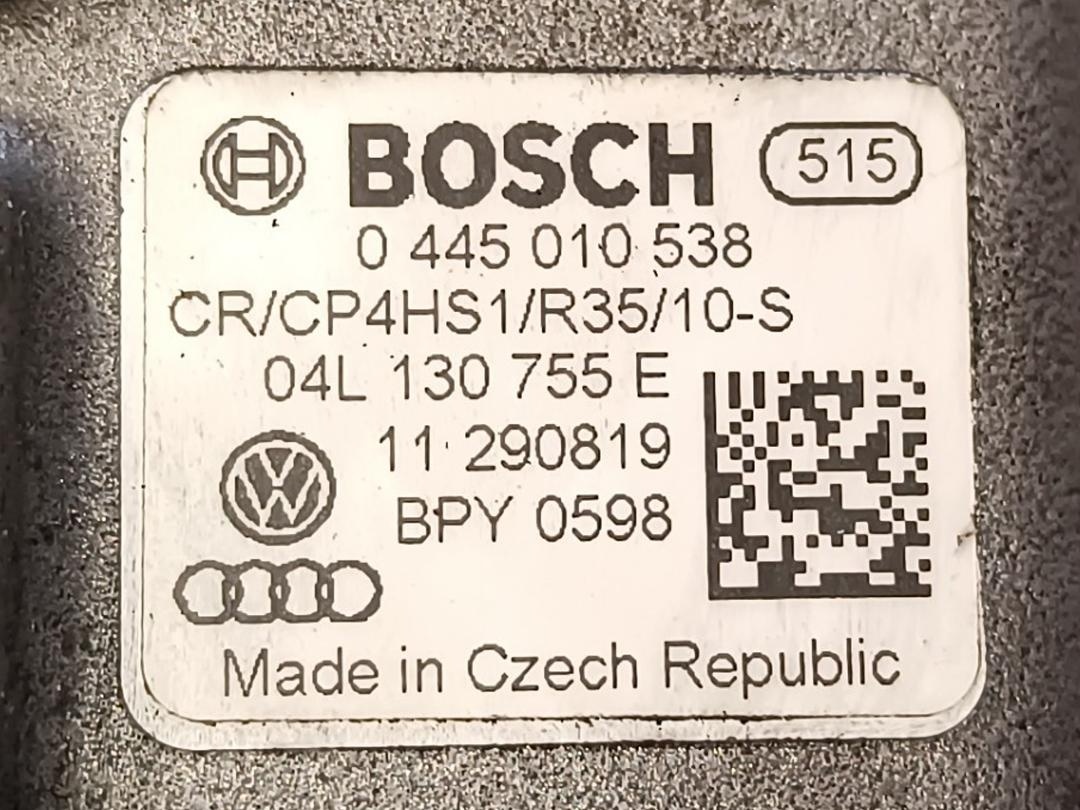 BOSCH 515
0 445 010 538
CR/CP4HS1/R35/10-S
04L 130 755 E
11 290819
BPY 0598
Made in Czech Republic